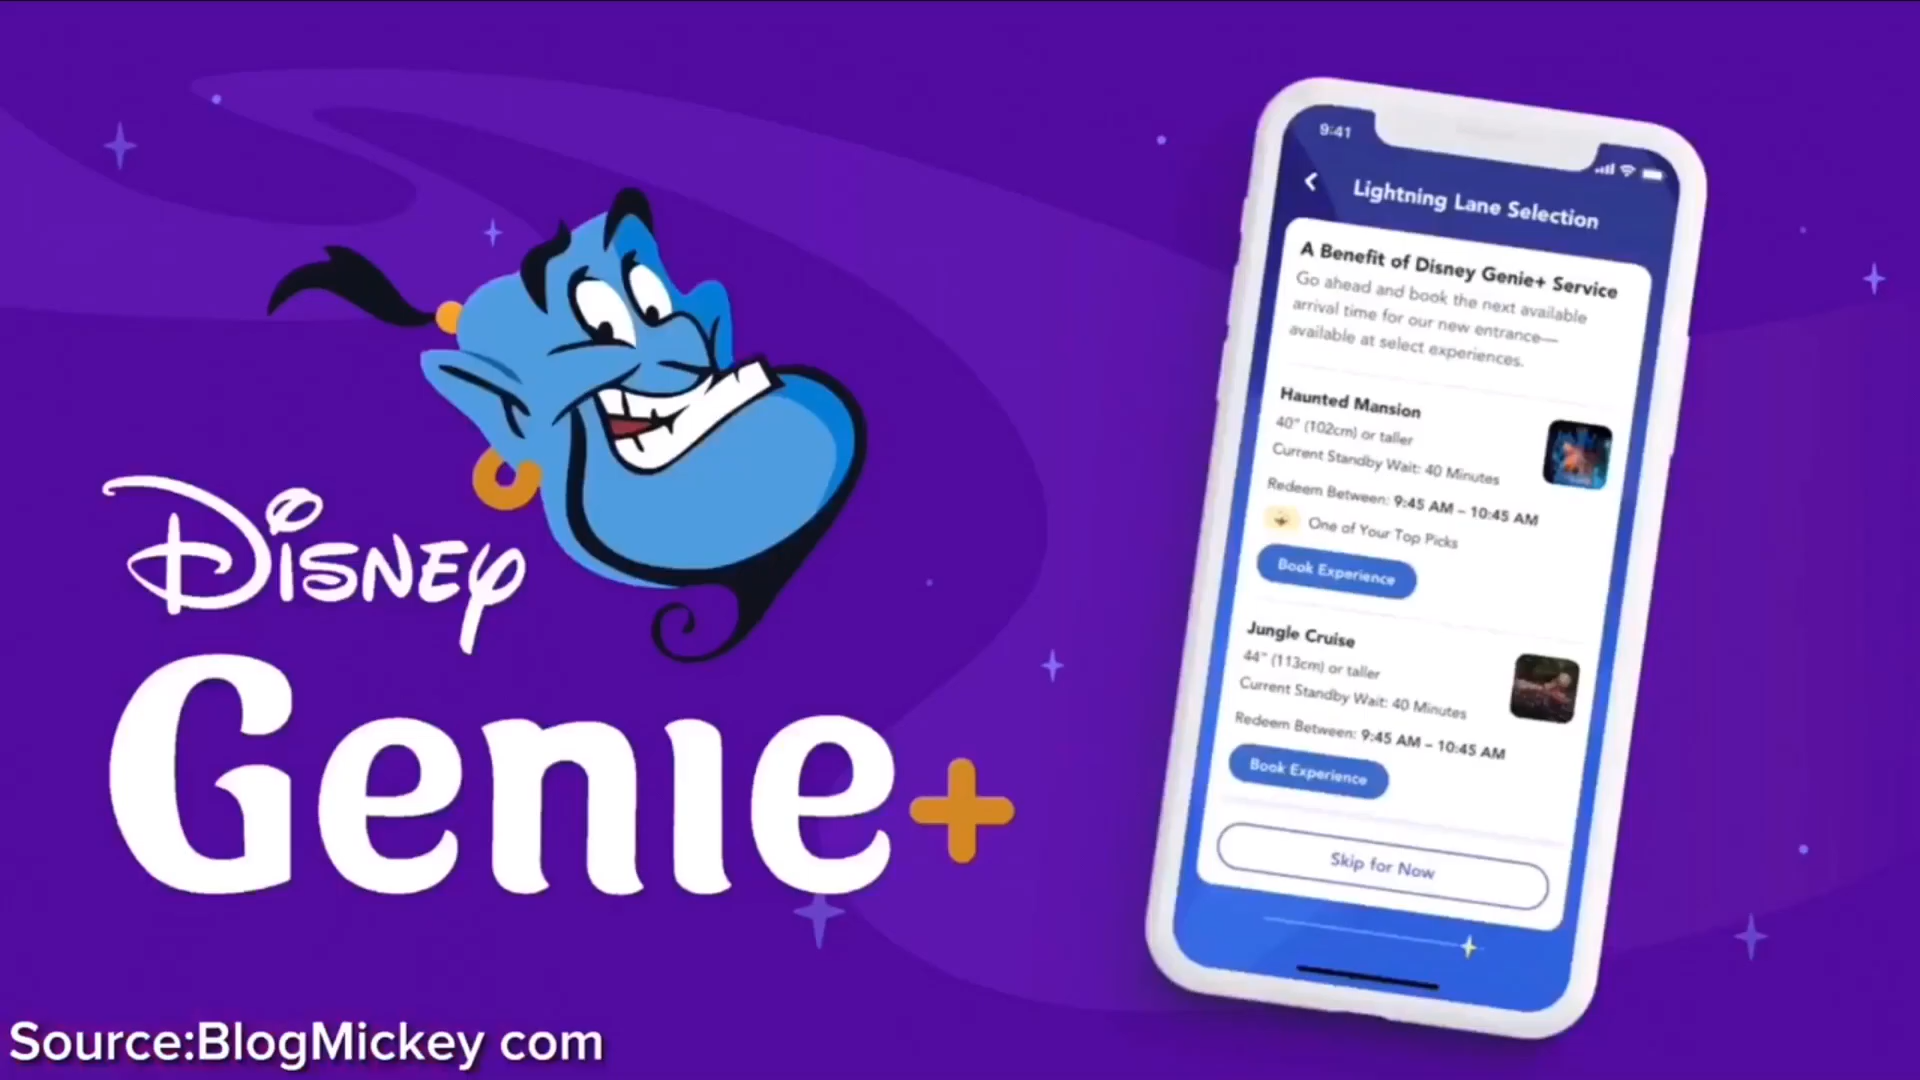 Disney
Genie+
9:41
Lightning Lane Selection
A Benefit of Disney Genie+ Service
Go ahead and book the next available
arrival time for our new entrance—
available at select experiences.
Haunted Mansion
40" (102cm) or taller
Current Standby Wait: 40 Minutes
Redeem Between: 9:45 AM – 10:45 AM
One of Your Top Picks
Book Experience
Jungle Cruise
44" (113cm) or taller
Current Standby Wait: 40 Minutes
Redeem Between: 9:45 AM – 10:45 AM
Book Experience
Skip for Now
Source:BlogMickey com